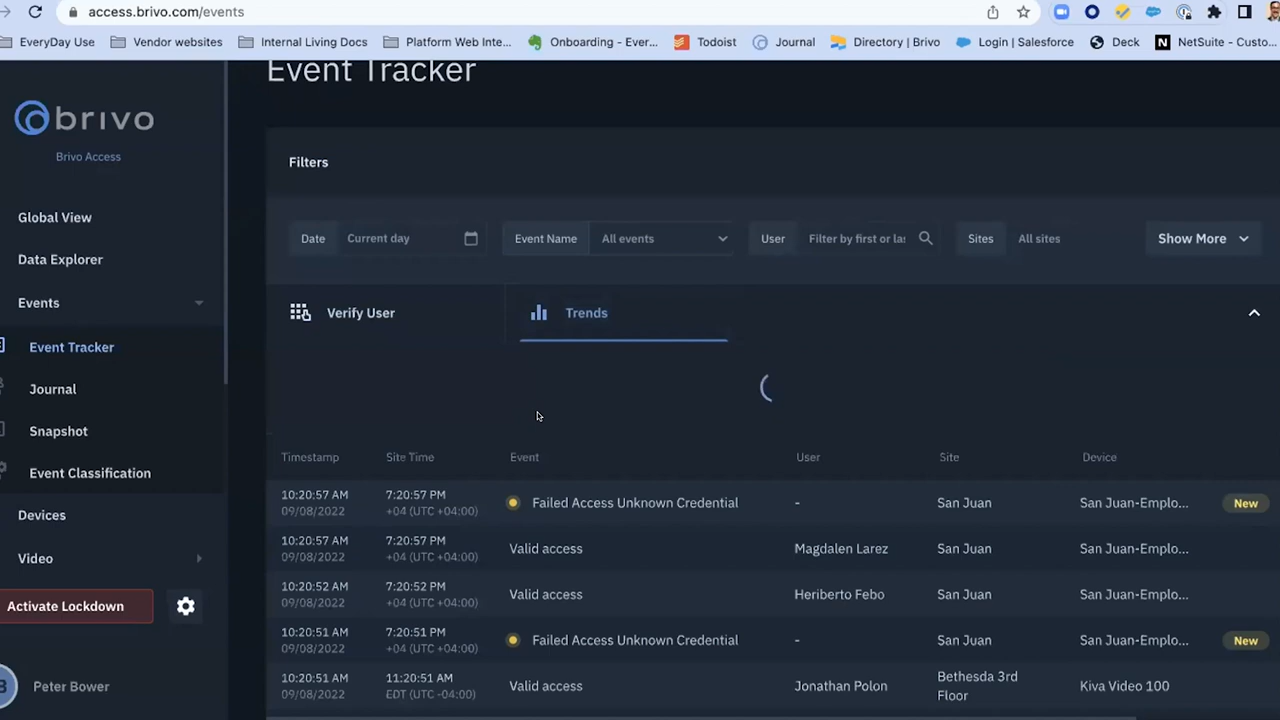 access.brivo.com/events
EveryDay Use
Vendor websites
Internal Living Docs
Platform Web Inte...
Onboarding - Ever...
Todoist
Journal
Directory | Brivo
Login | Salesforce
Deck
NetSuite - Custo...
brivo
Brivo Access
Global View
Data Explorer
Events
Event Tracker
Journal
Snapshot
Event Classification
Devices
Video
Activate Lockdown
Peter Bower
Event Tracker
Filters
Date Current day Event Name All events User Filter by first or las Sites All sites Show More
Verify User Trends
Timestamp Site Time Event User Site Device
10:20:57 AM 7:20:57 PM Failed Access Unknown Credential - San Juan San Juan-Emplo... New
09/08/2022 +04 (UTC +04:00)
10:20:57 AM 7:20:57 PM Valid access Magdalen Larez San Juan San Juan-Emplo...
09/08/2022 +04 (UTC +04:00)
10:20:52 AM 7:20:52 PM Valid access Heriberto Febo San Juan San Juan-Emplo...
09/08/2022 +04 (UTC +04:00)
10:20:51 AM 7:20:51 PM Failed Access Unknown Credential - San Juan San Juan-Emplo... New
09/08/2022 +04 (UTC +04:00)
10:20:51 AM 11:20:51 AM Valid access Jonathan Polon Bethesda 3rd Kiva Video 100
09/08/2022 EDT (UTC -04:00) Floor